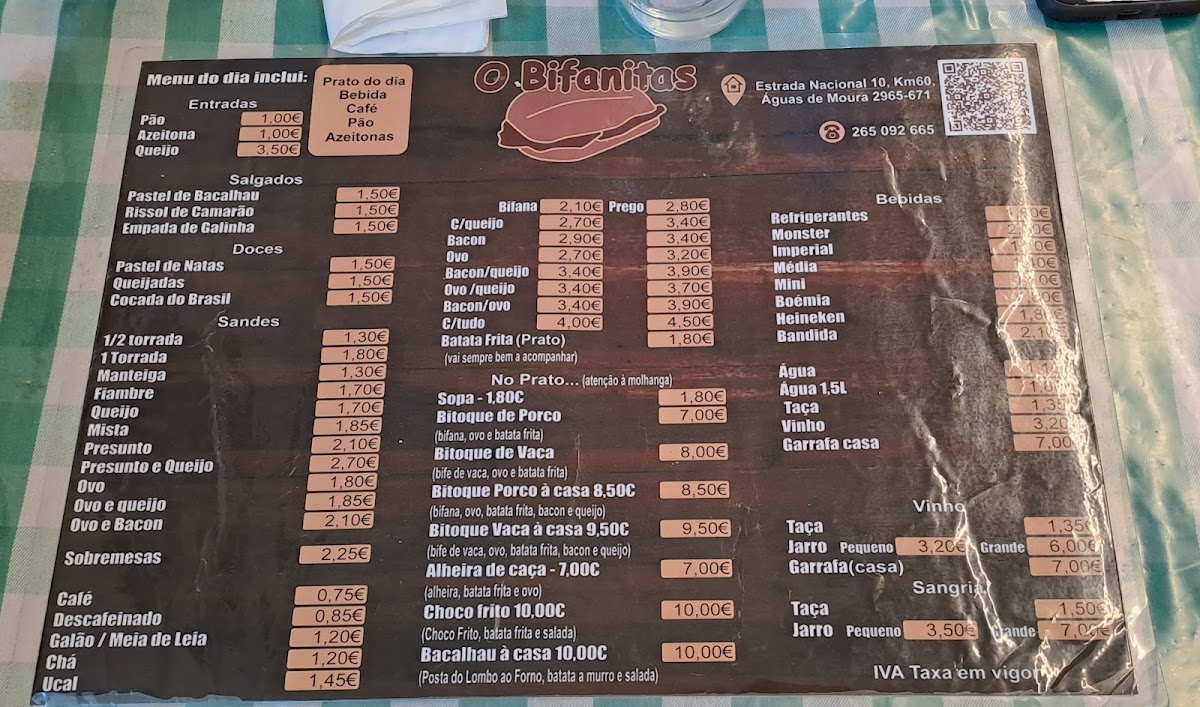 Menu do dia inclui:
Prato do dia
Bebida
Café
Pão
Azeitonas
Entradas
Pão 1,00€
Azeitona 1,00€
Queijo 3,50€
Salgados
Pastel de Bacalhau 1,50€
Rissol de Camarão 1,50€
Empada de Galinha 1,50€
Doces
Pastel de Natas 1,50€
Queijadas 1,50€
Cocada do Brasil 1,50€
Sandes
1/2 torrada 1,30€
1 Torrada 1,80€
Manteiga 1,30€
Fiambre 1,70€
Queijo 1,70€
Mista 1,85€
Presunto 2,10€
Presunto e Queijo 2,70€
Ovo 1,80€
Ovo e queijo 1,85€
Ovo e Bacon 2,10€
Sobremesas 2,25€
Café 0,75€
Descafeinado 0,85€
Galão / Meia de Leia 1,20€
Chá 1,20€
Ucal 1,45€
O Bifanitas
Bifana 2,10€ Prego 2,80€
C/queijo 2,70€ 3,40€
Bacon 2,90€ 3,40€
Ovo 2,70€ 3,20€
Bacon/queijo 3,40€ 3,90€
Ovo /queijo 3,40€ 3,70€
Bacon/ovo 3,40€ 3,90€
C/tudo 4,00€ 4,50€
Batata Frita (Prato) 1,80€
(vai sempre bem a acompanhar)
No Prato... (atenção à molhanga)
Sopa - 1,80€ 1,80€
Bitoque de Porco 7,00€
(bifana, ovo e batata frita)
Bitoque de Vaca 8,00€
(bife de vaca, ovo e batata frita)
Bitoque Porco à casa 8,50€ 8,50€
(bifana, ovo, batata frita, bacon e queijo)
Bitoque Vaca à casa 9,50€ 9,50€
(bife de vaca, ovo, batata frita, bacon e queijo)
Alheira de caça - 7,00€ 7,00€
(alheira, batata frita e ovo)
Choco frito 10,00€ 10,00€
(Choco Frito, batata frita e salada)
Bacalhau à casa 10,00€ 10,00€
(Posta do Lombo ao Forno, batata a murro e salada)
Estrada Nacional 10, Km60,
Águas de Moura 2965-671
265 092 665
Bebidas
Refrigerantes
Monster
Imperial
Média
Mini
Boémia
Heineken
Bandida
Água
Água 1,5L
Taça
Vinho 3,20
Garrafa casa 7,00
Vinho
Taça 1,35€
Jarro Pequeno 3,20€ Grande 6,00€
Garrafa(casa) 7,00€
Sangria
Taça 1,50€
Jarro Pequeno 3,50€ Grande 7,00€
IVA Taxa em vigor